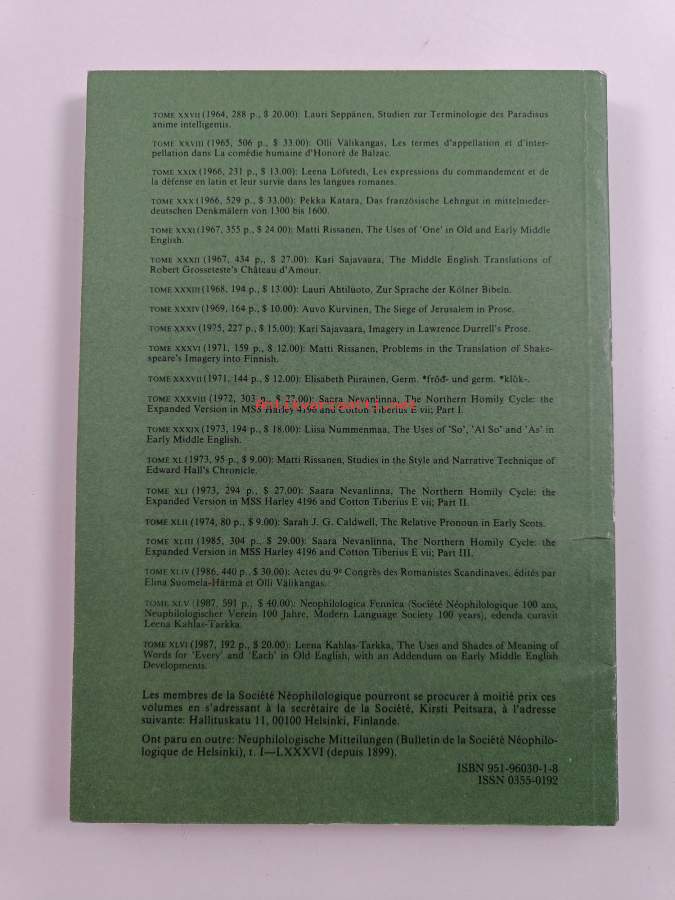 TOME XXVII (1964, 288 p., $ 20.00): Lauri Seppänen, Studien zur Terminologie des Paradisus
anime intelligentis.
TOME XXVIII (1965, 506 p., $ 33.00): Olli Välikangas, Les termes d'appellation et d'inter-
pellation dans La comédie humaine d'Honoré de Balzac.
TOME XXIX (1966, 231 p., $ 13.00): Leena Löfstedt, Les expressions du commandement et de
la défense en latin et leur survie dans les langues romanes.
TOME XXX (1966, 529 p., $ 33.00): Pekka Katara, Das französische Lehngut in mittelnieder-
deutschen Denkmälern von 1300 bis 1600.
TOME XXXI (1967, 355 p., $ 24.00): Matti Rissanen, The Uses of 'One' in Old and Early Middle
English.
TOME XXXII (1967, 434 p., $ 27.00): Kari Sajavaara, The Middle English Translations of
Robert Grosseteste's Château d'Amour.
TOME XXXIII (1968, 194 p., $ 13.00): Lauri Ahtiluoto, Zur Sprache der Kölner Bibeln.
TOME XXXIV (1969, 164 p., $ 10.00): Auvo Kurvinen, The Siege of Jerusalem in Prose.
TOME XXXV (1975, 227 p., $ 15.00): Kari Sajavaara, Imagery in Lawrence Durrell's Prose.
TOME XXXVI (1971, 159 p., $ 12.00): Matti Rissanen, Problems in the Translation of Shake-
speare's Imagery into Finnish.
TOME XXXVII (1971, 144 p., $ 12.00): Elisabeth Piirainen, Germ. *frōđ- und germ. *klōk-.
TOME XXXVIII (1972, 303 p., $ 27.00): Saara Nevanlinna, The Northern Homily Cycle: the
Expanded Version in MSS Harley 4196 and Cotton Tiberius E vii; Part I.
Antikvariaatti.net
TOME XXXIX (1973, 194 p., $ 18.00): Liisa Nummenmaa, The Uses of 'So', 'Al So' and 'As' in
Early Middle English.
TOME XL (1973, 95 p., $ 9.00): Matti Rissanen, Studies in the Style and Narrative Technique of
Edward Hall's Chronicle.
TOME XLI (1973, 294 p., $ 27.00): Saara Nevanlinna, The Northern Homily Cycle: the
Expanded Version in MSS Harley 4196 and Cotton Tiberius E vii; Part II.
TOME XLII (1974, 80 p., $ 9.00): Sarah J. G. Caldwell, The Relative Pronoun in Early Scots.
TOME XLIII (1985, 304 p., $ 29.00): Saara Nevanlinna, The Northern Homily Cycle: the
Expanded Version in MSS Harley 4196 and Cotton Tiberius E vii; Part III.
TOME XLIV (1986, 440 p., $ 30.00): Actes du 9e Congrès des Romanistes Scandinaves, édités par
Elina Suomela-Härmä et Olli Välikangas.
TOME XLV (1987, 591 p., $ 40.00): Neophilologica Fennica (Société Néophilologique 100 ans,
Neuphilologischer Verein 100 Jahre, Modern Language Society 100 years), edenda curavit
Leena Kahlas-Tarkka.
TOME XLVI (1987, 192 p., $ 20.00): Leena Kahlas-Tarkka, The Uses and Shades of Meaning of
Words for 'Every' and 'Each' in Old English, with an Addendum on Early Middle English
Developments.
Les membres de la Société Néophilologique pourront se procurer à moitié prix ces
volumes en s'adressant à la secrétaire de la Société, Kirsti Peitsara, à l'adresse
suivante: Hallituskatu 11, 00100 Helsinki, Finlande.
Ont paru en outre: Neuphilologische Mitteilungen (Bulletin de la Société Néophilo-
logique de Helsinki), t. I—LXXXVI (depuis 1899).
ISBN 951-96030-1-8
ISSN 0355-0192